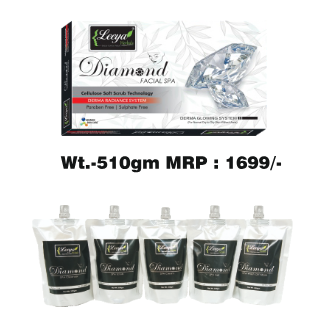 Leeya
Diamond
FACIAL SPA
Cellulose Soft Scrub Technology
DERMA RADIANCE SYSTEM
Paraben Free | Sulphate Free
DERMA GLOWING SYSTEM
Wt.-510gm MRP : 1699/-
Leeya
Diamond
Leeya
Diamond
Leeya
Diamond
Leeya
Diamond
Leeya
Diamond